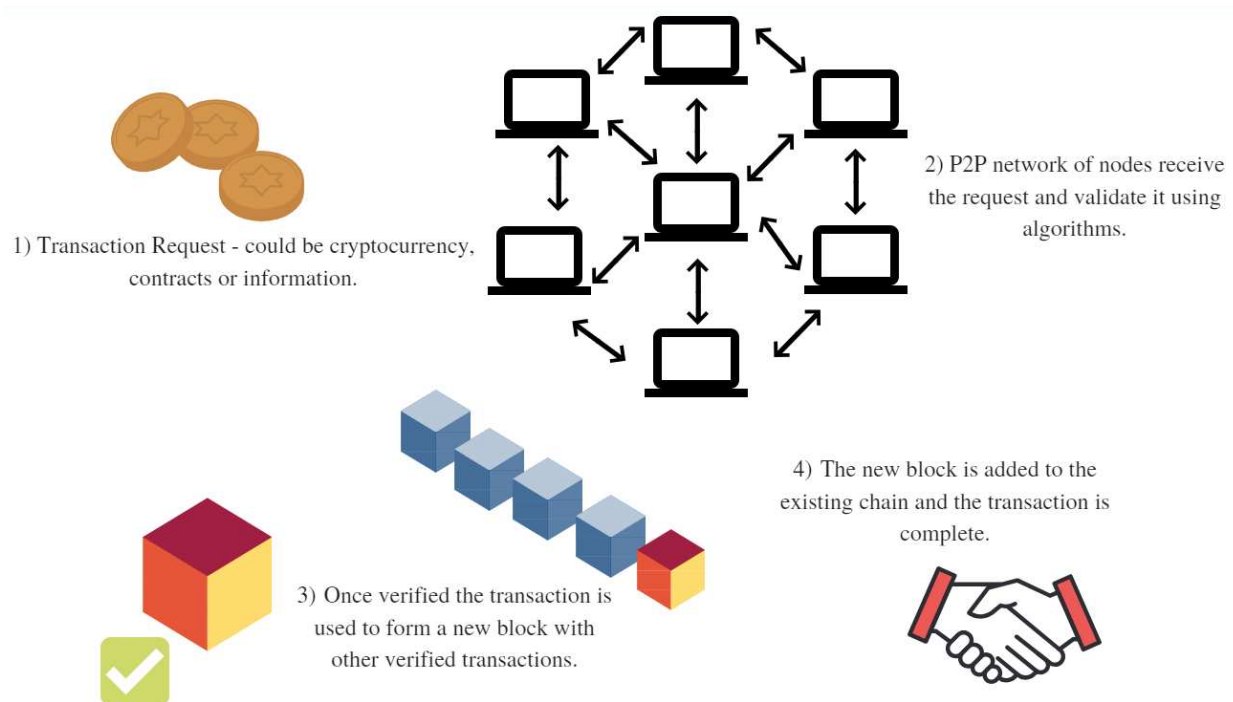 1) Transaction Request - could be cryptocurrency,
contracts or information.
2) P2P network of nodes receive
the request and validate it using
algorithms.
3) Once verified the transaction is
used to form a new block with
other verified transactions.
4) The new block is added to the
existing chain and the transaction is
complete.